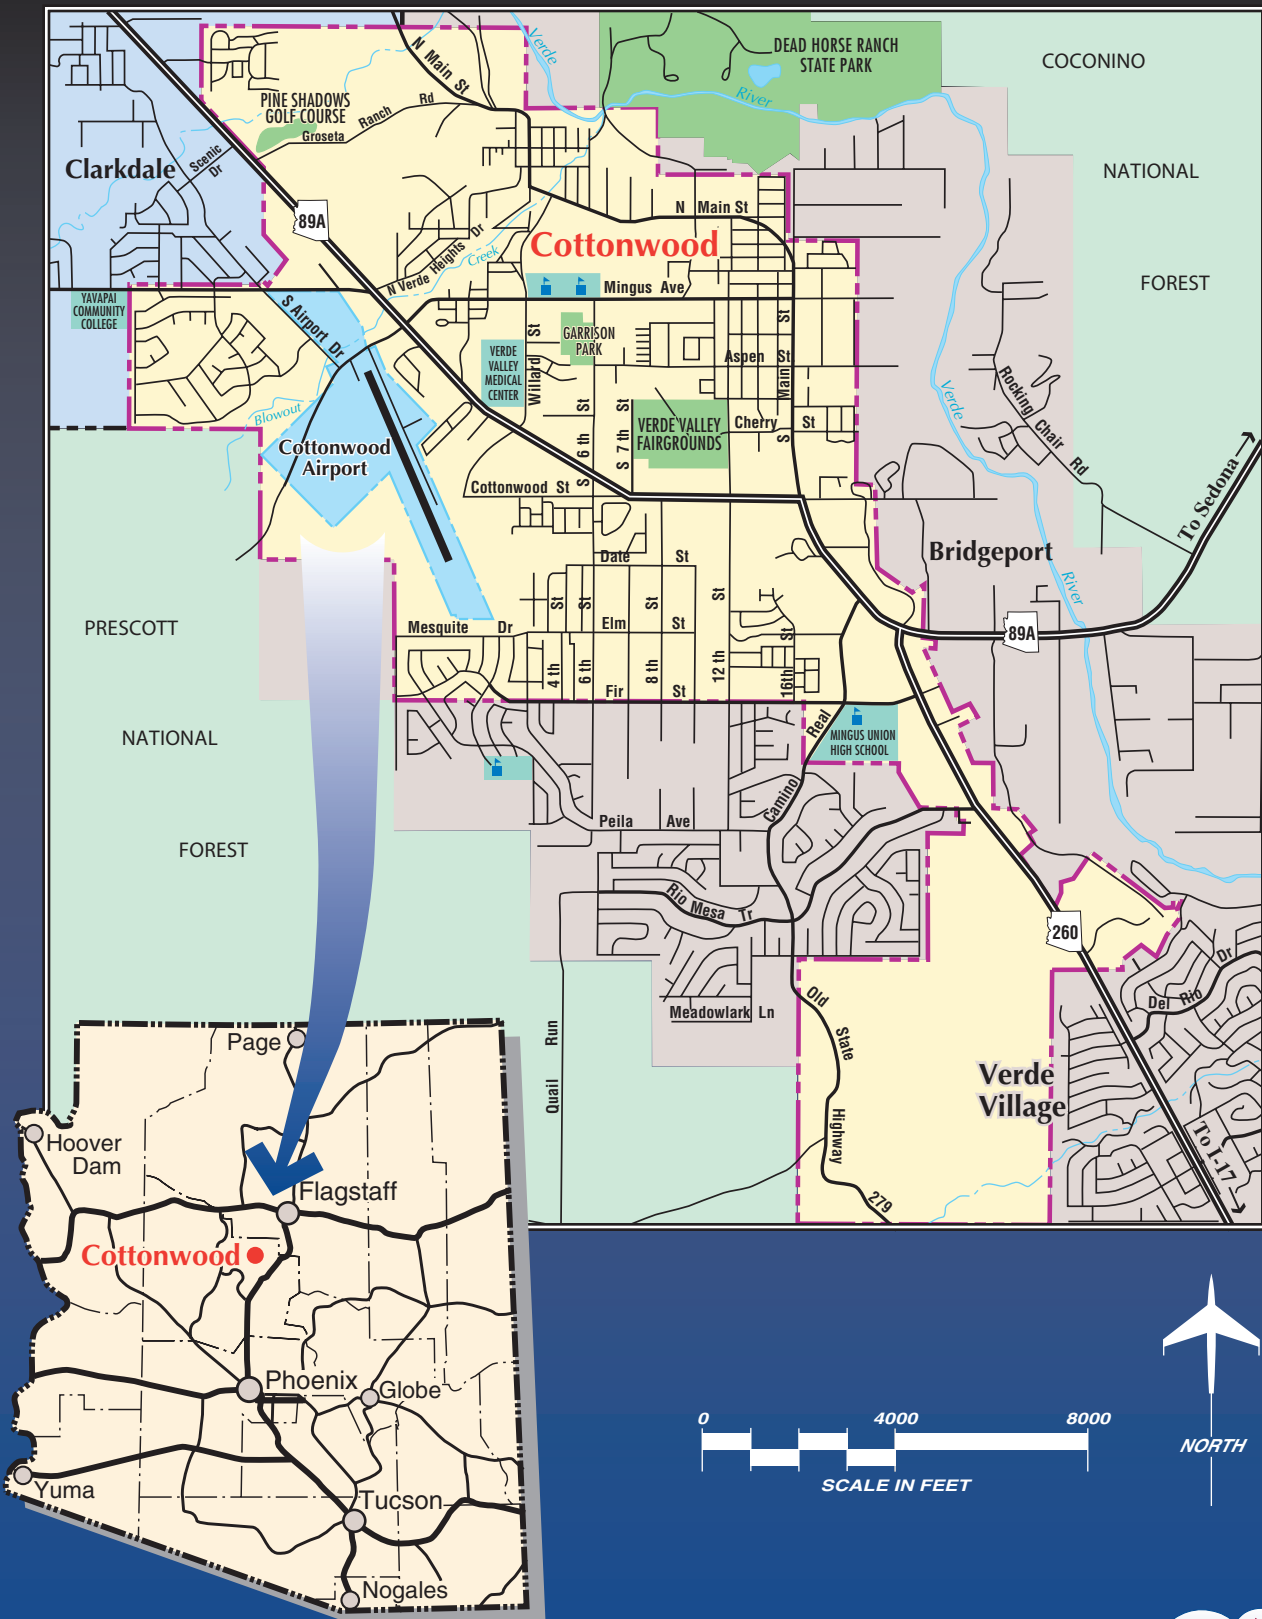 COCONINO
NATIONAL
FOREST
DEAD HORSE RANCH
STATE PARK
Verde
River
N Main St
PINE SHADOWS
GOLF COURSE
Groseta Ranch Rd
Clarkdale
Scenic
Dr
89A
N Main St
Cottonwood
N Verde Heights Dr
Creek
Mingus Ave
YAVAPAI
COMMUNITY
COLLEGE
S Airport Dr
GARRISON
PARK
VERDE
VALLEY
MEDICAL
CENTER
Willard St
Aspen St
S Main St
Cherry St
S 6 th St
S 7 th St
VERDE VALLEY
FAIRGROUNDS
Blowout
Cottonwood
Airport
Cottonwood St
Verde
Rocking Chair Rd
To Sedona
Bridgeport
River
89A
Date St
Elm St
Mesquite Dr
4 th St
6 th St
8 th St
12 th St
16th St
Fir St
PRESCOTT
NATIONAL
FOREST
MINGUS UNION
HIGH SCHOOL
Camino Real
Peila Ave
Rio Mesa Tr
260
Del Rio Dr
Meadowlark Ln
Quail Run
Old State Highway 279
Verde
Village
To I-17
Page
Hoover
Dam
Flagstaff
Cottonwood
Phoenix
Globe
Yuma
Tucson
Nogales
0 4000 8000
SCALE IN FEET
NORTH